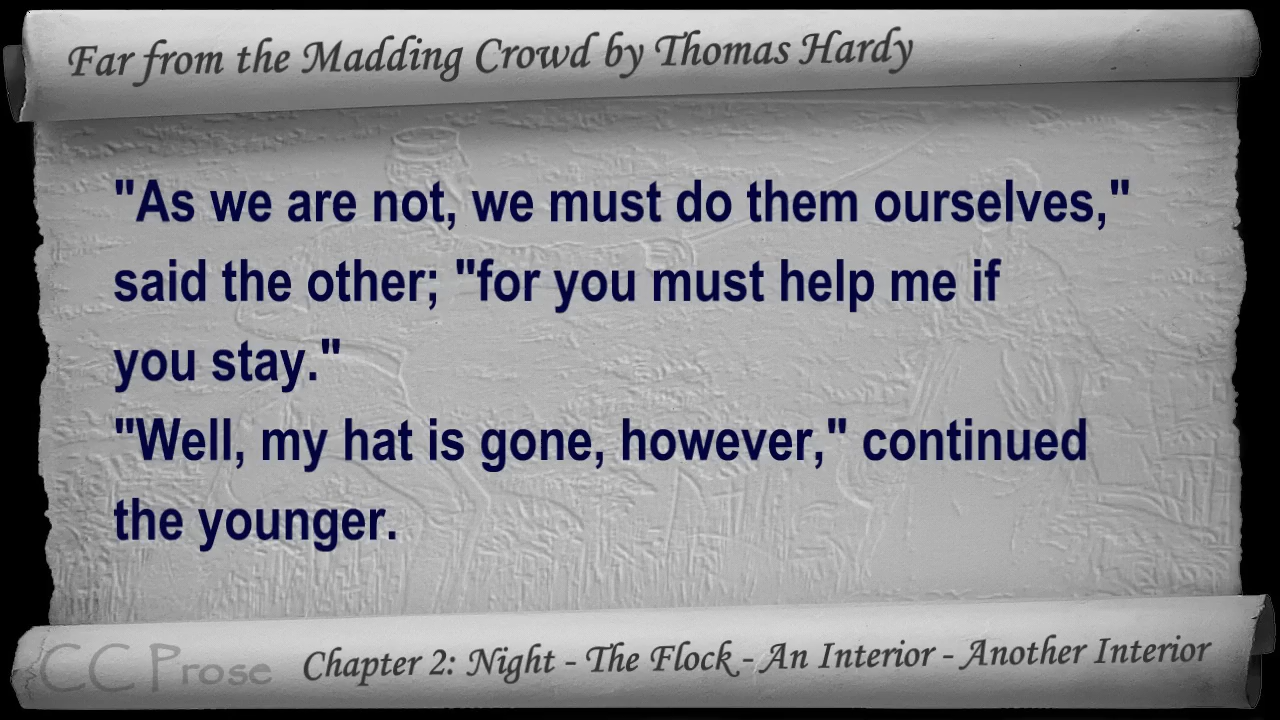 Far from the Madding Crowd by Thomas Hardy
"As we are not, we must do them ourselves,"
said the other; "for you must help me if
you stay."
"Well, my hat is gone, however," continued
the younger.
CC Prose
Chapter 2: Night - The Flock - An Interior - Another Interior